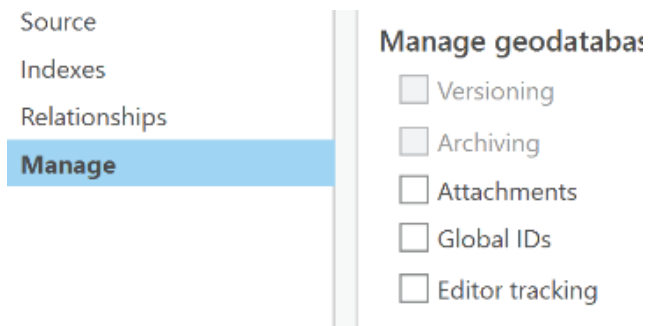 Source
Indexes
Relationships
Manage
Manage geodatabas
Versioning
Archiving
Attachments
Global IDs
Editor tracking